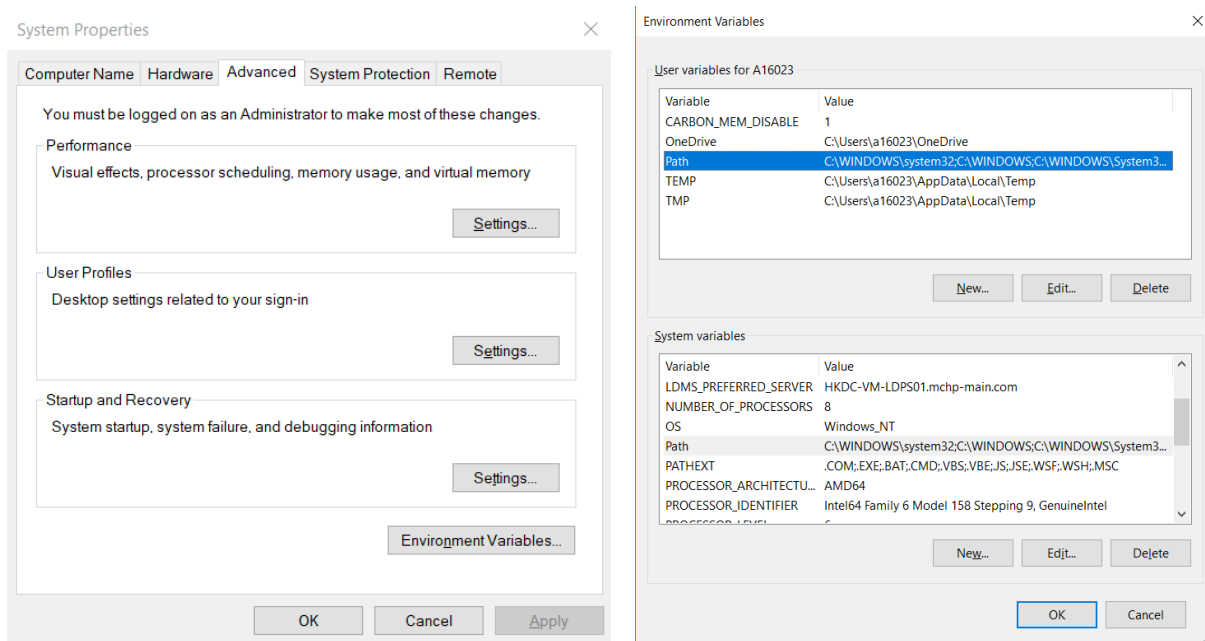 System Properties
Computer Name Hardware Advanced System Protection Remote
You must be logged on as an Administrator to make most of these changes.
Performance
Visual effects, processor scheduling, memory usage, and virtual memory
Settings...
User Profiles
Desktop settings related to your sign-in
Settings...
Startup and Recovery
System startup, system failure, and debugging information
Settings...
Environment Variables...
OK Cancel Apply
Environment Variables
User variables for A16023
Variable Value
CARBON_MEM_DISABLE 1
OneDrive C:\Users\a16023\OneDrive
Path C:\WINDOWS\system32;C:\WINDOWS;C:\WINDOWS\System3...
TEMP C:\Users\a16023\AppData\Local\Temp
TMP C:\Users\a16023\AppData\Local\Temp
New... Edit... Delete
System variables
Variable Value
LDMS_PREFERRED_SERVER HKDC-VM-LDPS01.mchp-main.com
NUMBER_OF_PROCESSORS 8
OS Windows_NT
Path C:\WINDOWS\system32;C:\WINDOWS;C:\WINDOWS\System3...
PATHEXT .COM;.EXE;.BAT;.CMD;.VBS;.VBE;.JS;.JSE;.WSF;.WSH;.MSC
PROCESSOR_ARCHITECTU... AMD64
PROCESSOR_IDENTIFIER Intel64 Family 6 Model 158 Stepping 9, GenuineIntel
New... Edit... Delete
OK Cancel